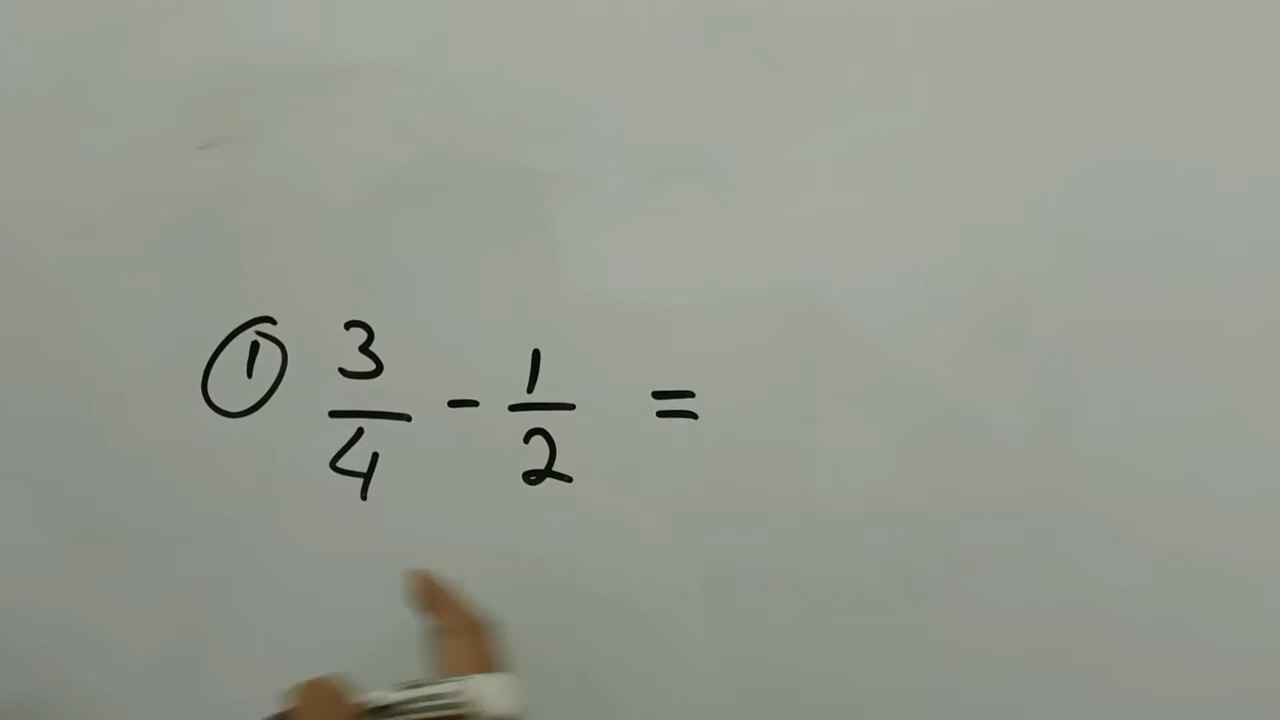 ① 3/4 - 1/2 =